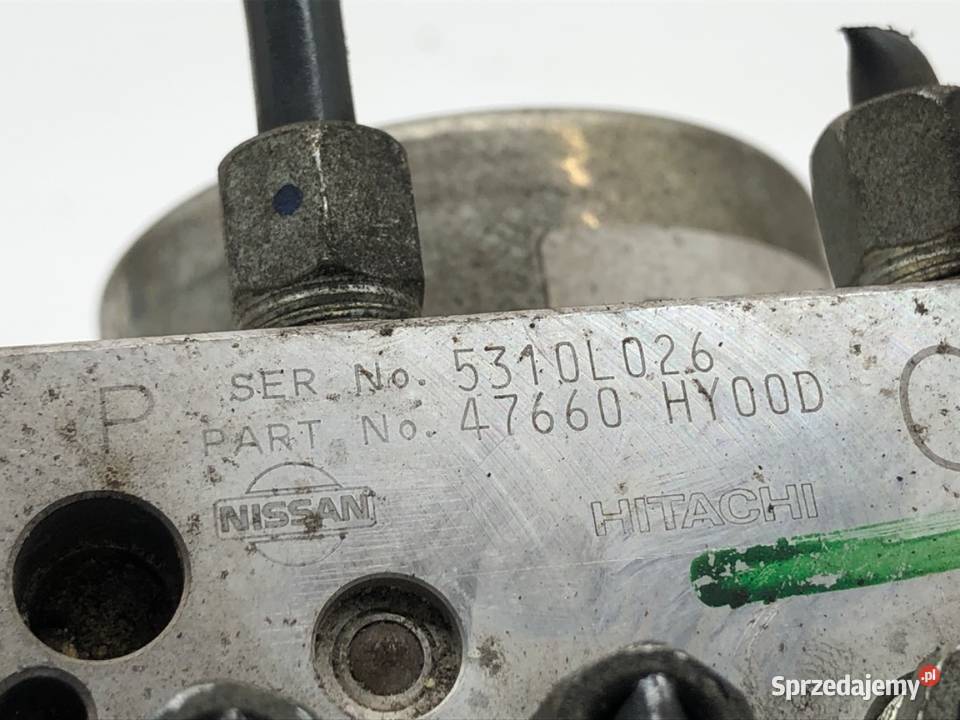 SER No. 5310L026
P
PART No. 47660 HY00D
NISSAN
HITACHI
Sprzedajemy.pl